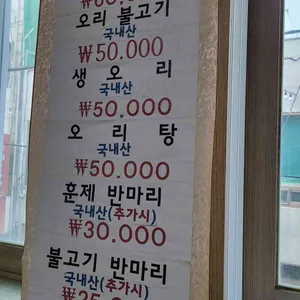 오리 불고기
국내산
₩50.000
생 오 리
국내산
₩50.000
오 리 탕
국내산
₩50.000
훈제 반마리
국내산(추가시)
₩30.000
불고기 반마리
국내산(추가시)